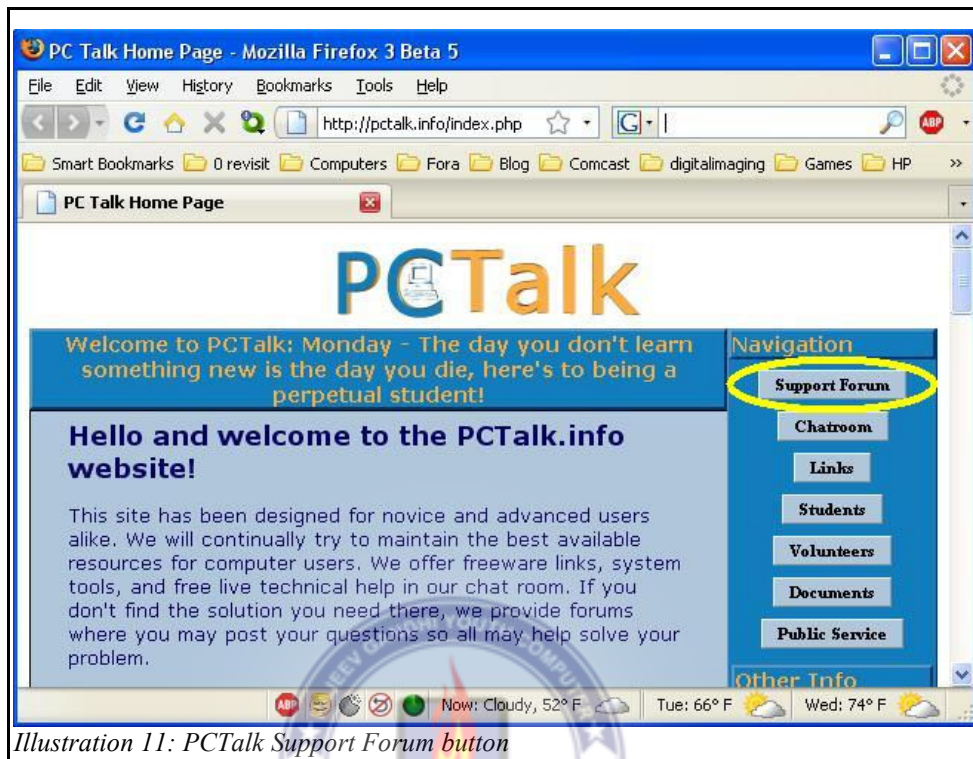 PC Talk Home Page - Mozilla Firefox 3 Beta 5
File Edit View History Bookmarks Tools Help
http://pctalk.info/index.php G
ABP
Smart Bookmarks 0 revisit Computers Fora Blog Comcast digitalimaging Games HP »
PC Talk Home Page
PCTalk
Welcome to PCTalk: Monday - The day you don't learn
something new is the day you die, here's to being a
perpetual student!
Navigation
Support Forum
Chatroom
Links
Students
Volunteers
Documents
Public Service
Other Info
Hello and welcome to the PCTalk.info
website!
This site has been designed for novice and advanced users
alike. We will continually try to maintain the best available
resources for computer users. We offer freeware links, system
tools, and free live technical help in our chat room. If you
don't find the solution you need there, we provide forums
where you may post your questions so all may help solve your
problem.
ABP Now: Cloudy, 52° F Tue: 66° F Wed: 74° F
Illustration 11: PCTalk Support Forum button